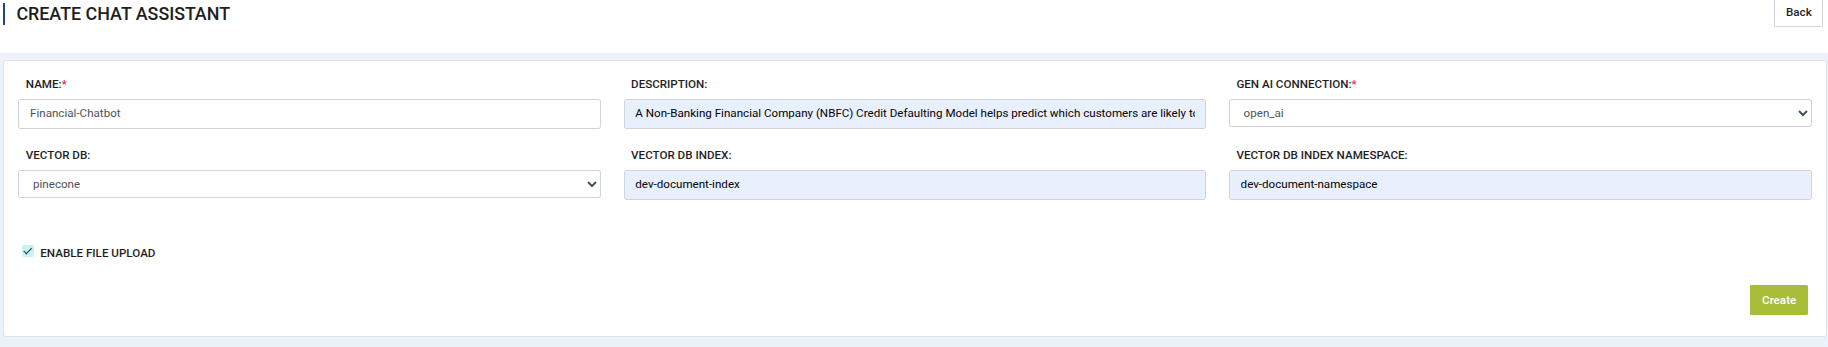 CREATE CHAT ASSISTANT
Back
NAME:*
DESCRIPTION:
GEN AI CONNECTION:*
Financial-Chatbot
A Non-Banking Financial Company (NBFC) Credit Defaulting Model helps predict which customers are likely to
open_ai
VECTOR DB:
VECTOR DB INDEX:
VECTOR DB INDEX NAMESPACE:
pinecone
dev-document-index
dev-document-namespace
ENABLE FILE UPLOAD
Create